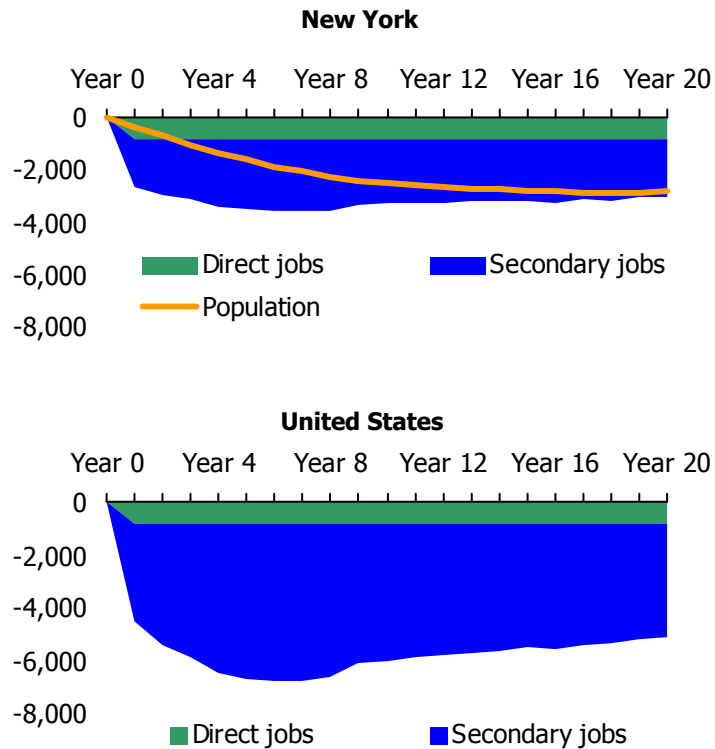 New York
Year 0 Year 4 Year 8 Year 12 Year 16 Year 20
0
-2,000
-4,000
Direct jobs Secondary jobs
-6,000
Population
-8,000
United States
Year 0 Year 4 Year 8 Year 12 Year 16 Year 20
0
-2,000
-4,000
-6,000
-8,000
Direct jobs Secondary jobs